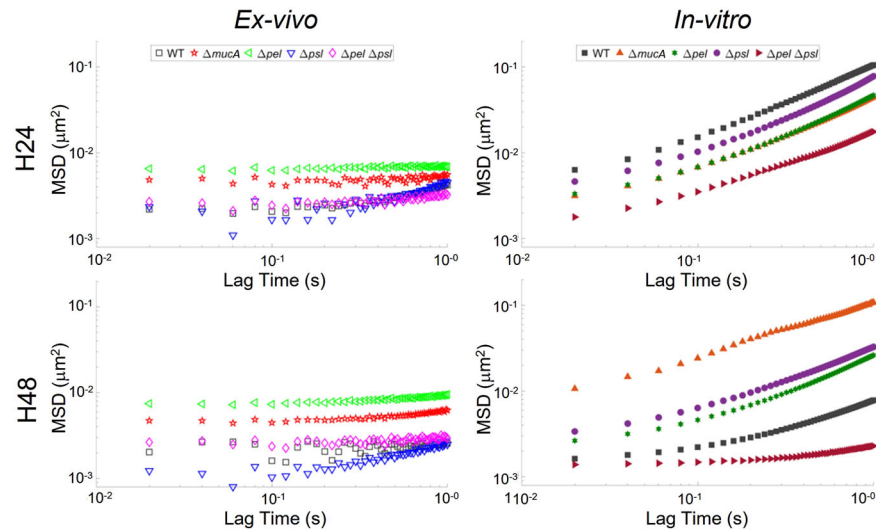 Ex-vivo
In-vitro
WT ΔmucA Δpel Δpsl Δpel Δpsl
WT ΔmucA Δpel Δpsl Δpel Δpsl
H24
MSD (μm²)
10⁻¹
10⁻²
10⁻³
10⁻² 10⁻¹ 10⁻⁰
Lag Time (s)
MSD (μm²)
10⁻¹
10⁻²
10⁻³
10⁻² 10⁻¹ 10⁻⁰
Lag Time (s)
H48
MSD (μm²)
10⁻¹
10⁻²
10⁻³
10⁻² 10⁻¹ 10⁻⁰
Lag Time (s)
MSD (μm²)
10⁻¹
10⁻²
10⁻³
110⁻² 10⁻¹ 10⁻⁰
Lag Time (s)